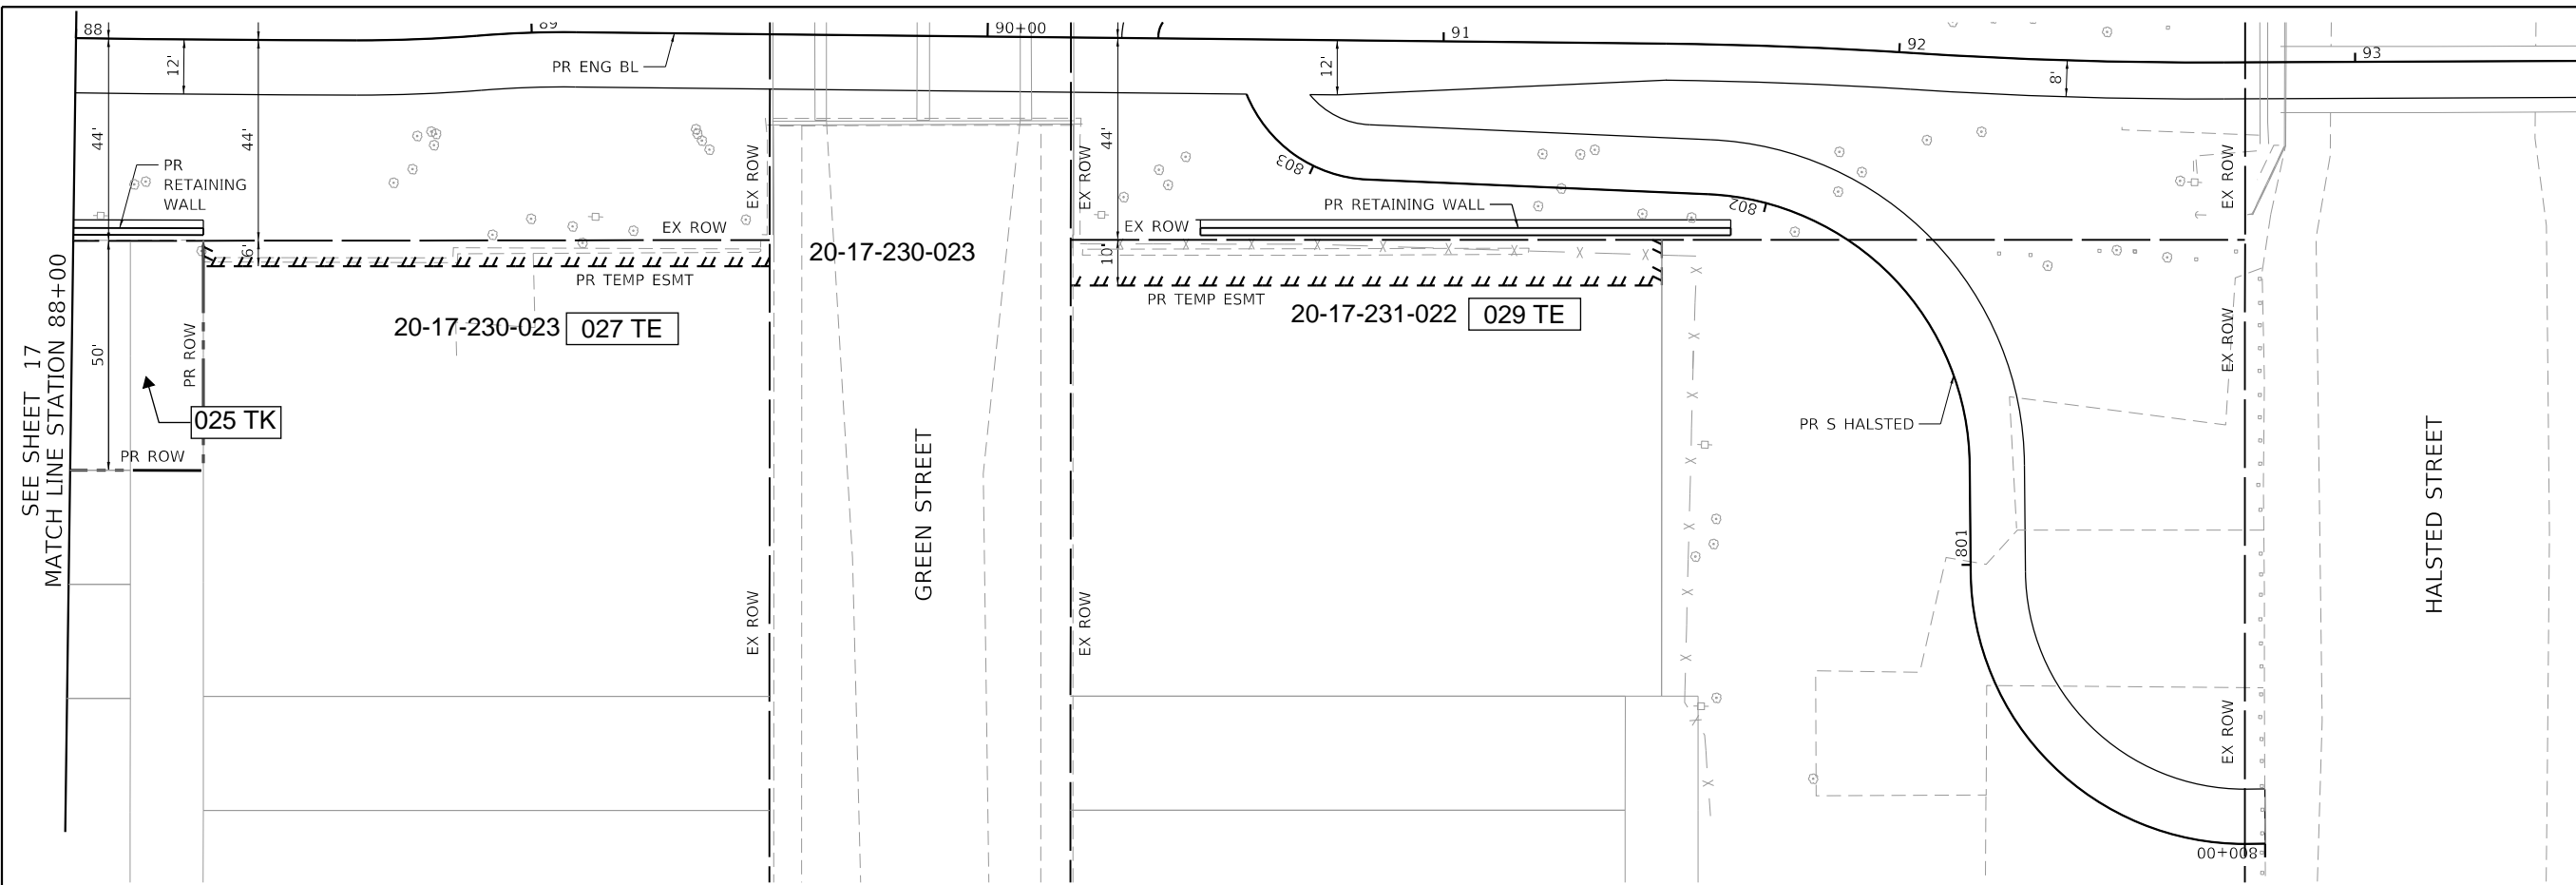 88
89
90+00
91
92
93
PR ENG BL
12'
12'
8'
44'
44'
44'
PR
RETAINING
WALL
EX ROW
EX ROW
EX ROW
803
802
PR RETAINING WALL
EX ROW
EX ROW
6'
10'
20-17-230-023
PR TEMP ESMT
PR TEMP ESMT
20-17-230-023
027 TE
20-17-231-022
029 TE
50'
PR ROW
EX ROW
025 TK
PR S HALSTED
PR ROW
SEE SHEET 17
MATCH LINE STATION 88+00
GREEN STREET
HALSTED STREET
801
EX ROW
EX ROW
EX ROW
800+00